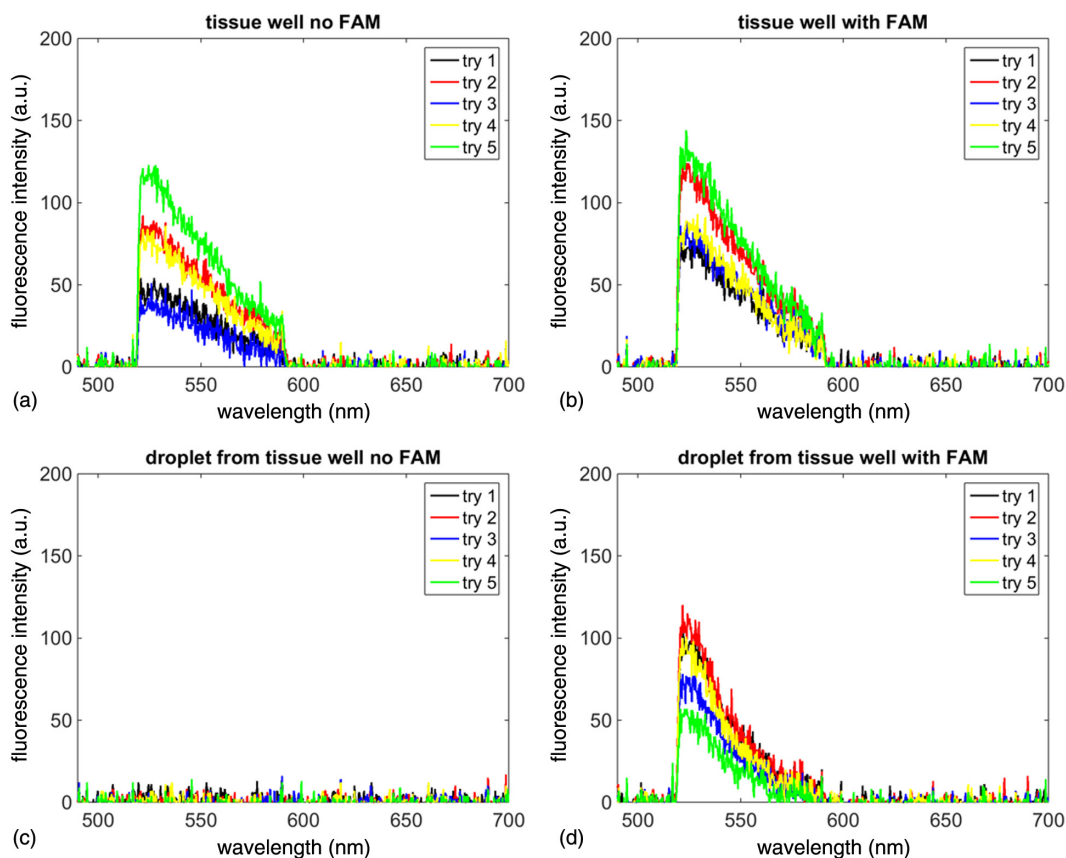 tissue well no FAM
200
150
100
50
0
fluorescence intensity (a.u.)
try 1
try 2
try 3
try 4
try 5
500
550
600
650
700
wavelength (nm)
(a)
tissue well with FAM
200
150
100
50
0
fluorescence intensity (a.u.)
try 1
try 2
try 3
try 4
try 5
500
550
600
650
700
wavelength (nm)
(b)
droplet from tissue well no FAM
200
150
100
50
0
fluorescence intensity (a.u.)
try 1
try 2
try 3
try 4
try 5
500
550
600
650
700
wavelength (nm)
(c)
droplet from tissue well with FAM
200
150
100
50
0
fluorescence intensity (a.u.)
try 1
try 2
try 3
try 4
try 5
500
550
600
650
700
wavelength (nm)
(d)